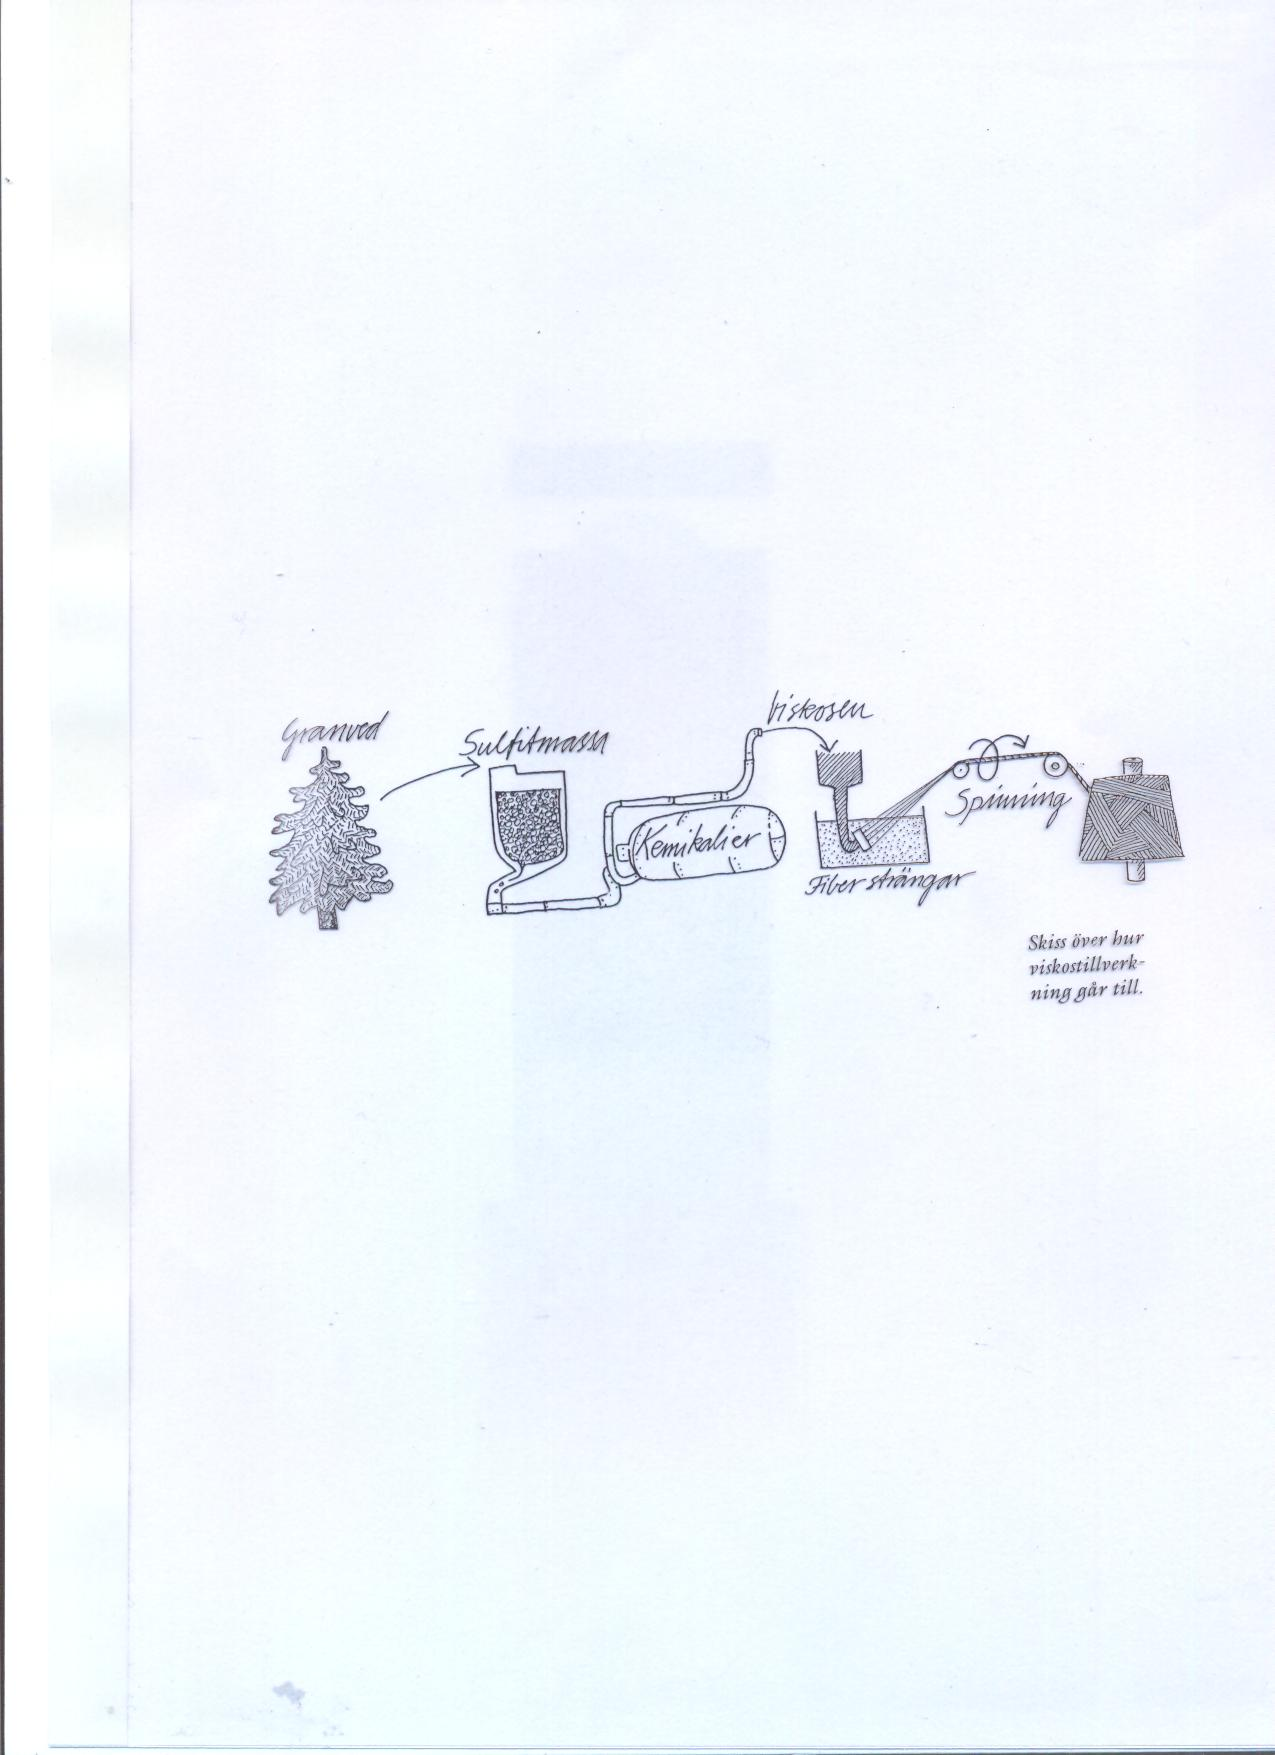 Granved
Sulfitmassa
Viskosen
Kemikalier
Spinning
Fibersträngar
Skiss över hur
viskostillverk-
ning går till.